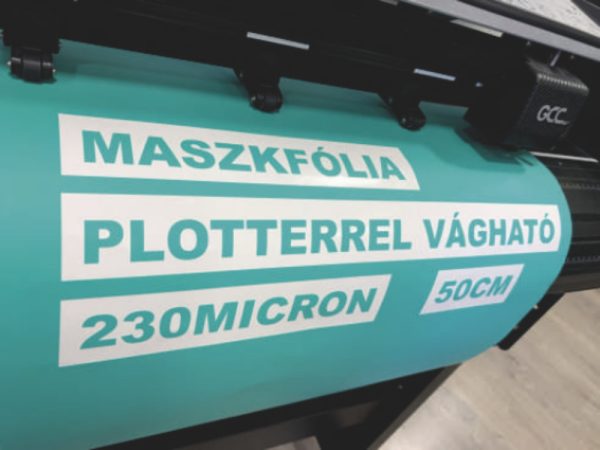 GCC
MASZKFÓLIA
PLOTTERREL VÁGHATÓ
230MICRON
50CM